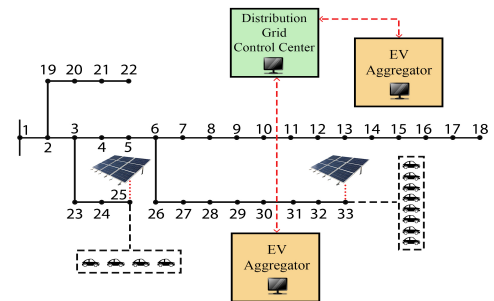 Distribution
Grid
Control Center
EV
Aggregator
19 20 21 22
1 2 3 4 5 6 7 8 9 10 11 12 13 14 15 16 17 18
25
23 24 26 27 28 29 30 31 32 33
EV
Aggregator